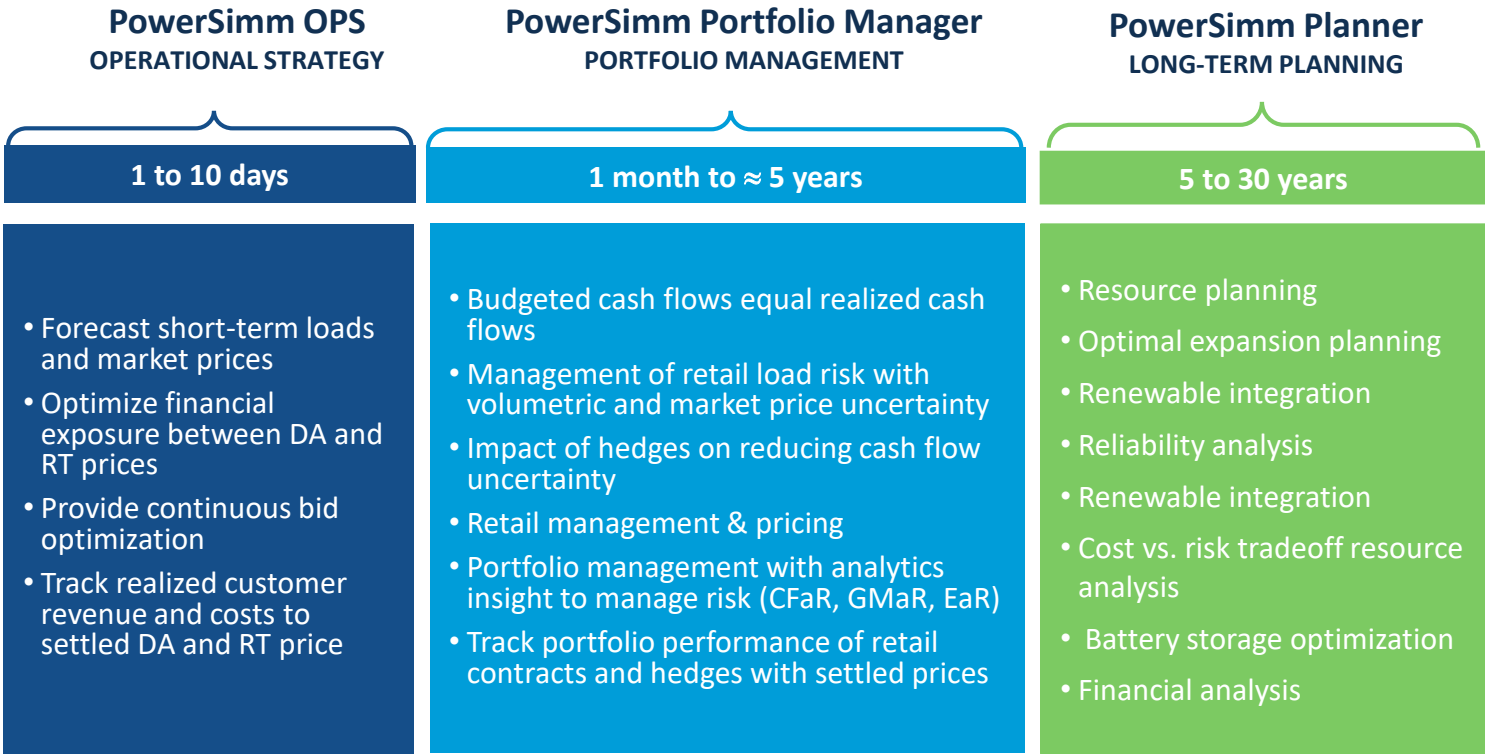 PowerSimm OPS
OPERATIONAL STRATEGY
1 to 10 days
• Forecast short-term loads
and market prices
• Optimize financial
exposure between DA and
RT prices
• Provide continuous bid
optimization
• Track realized customer
revenue and costs to
settled DA and RT price
PowerSimm Portfolio Manager
PORTFOLIO MANAGEMENT
1 month to ≈ 5 years
• Budgeted cash flows equal realized cash
flows
• Management of retail load risk with
volumetric and market price uncertainty
• Impact of hedges on reducing cash flow
uncertainty
• Retail management & pricing
• Portfolio management with analytics
insight to manage risk (CFaR, GMaR, EaR)
• Track portfolio performance of retail
contracts and hedges with settled prices
PowerSimm Planner
LONG-TERM PLANNING
5 to 30 years
• Resource planning
• Optimal expansion planning
• Renewable integration
• Reliability analysis
• Renewable integration
• Cost vs. risk tradeoff resource
analysis
• Battery storage optimization
• Financial analysis